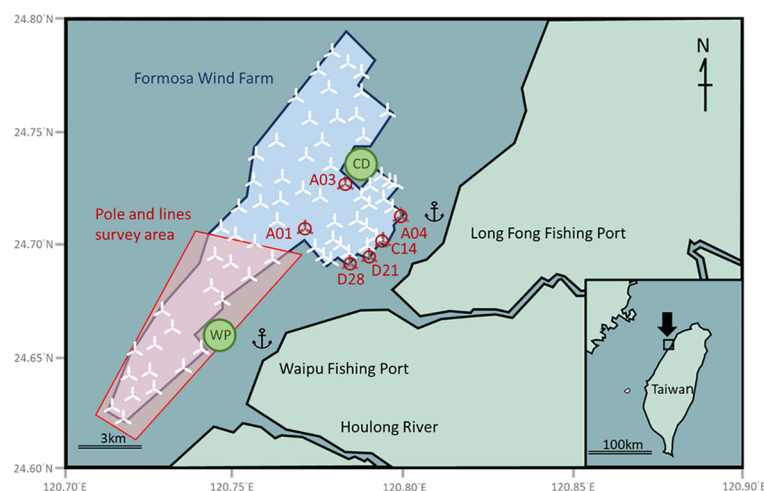 24.80°N
24.75°N
24.70°N
24.65°N
24.60°N
120.70°E
120.75°E
120.80°E
120.85°E
120.90°E
Formosa Wind Farm
N
CD
A03
Pole and lines
survey area
A01
A04
C14
D21
D28
Long Fong Fishing Port
WP
Waipu Fishing Port
Houlong River
3km
Taiwan
100km